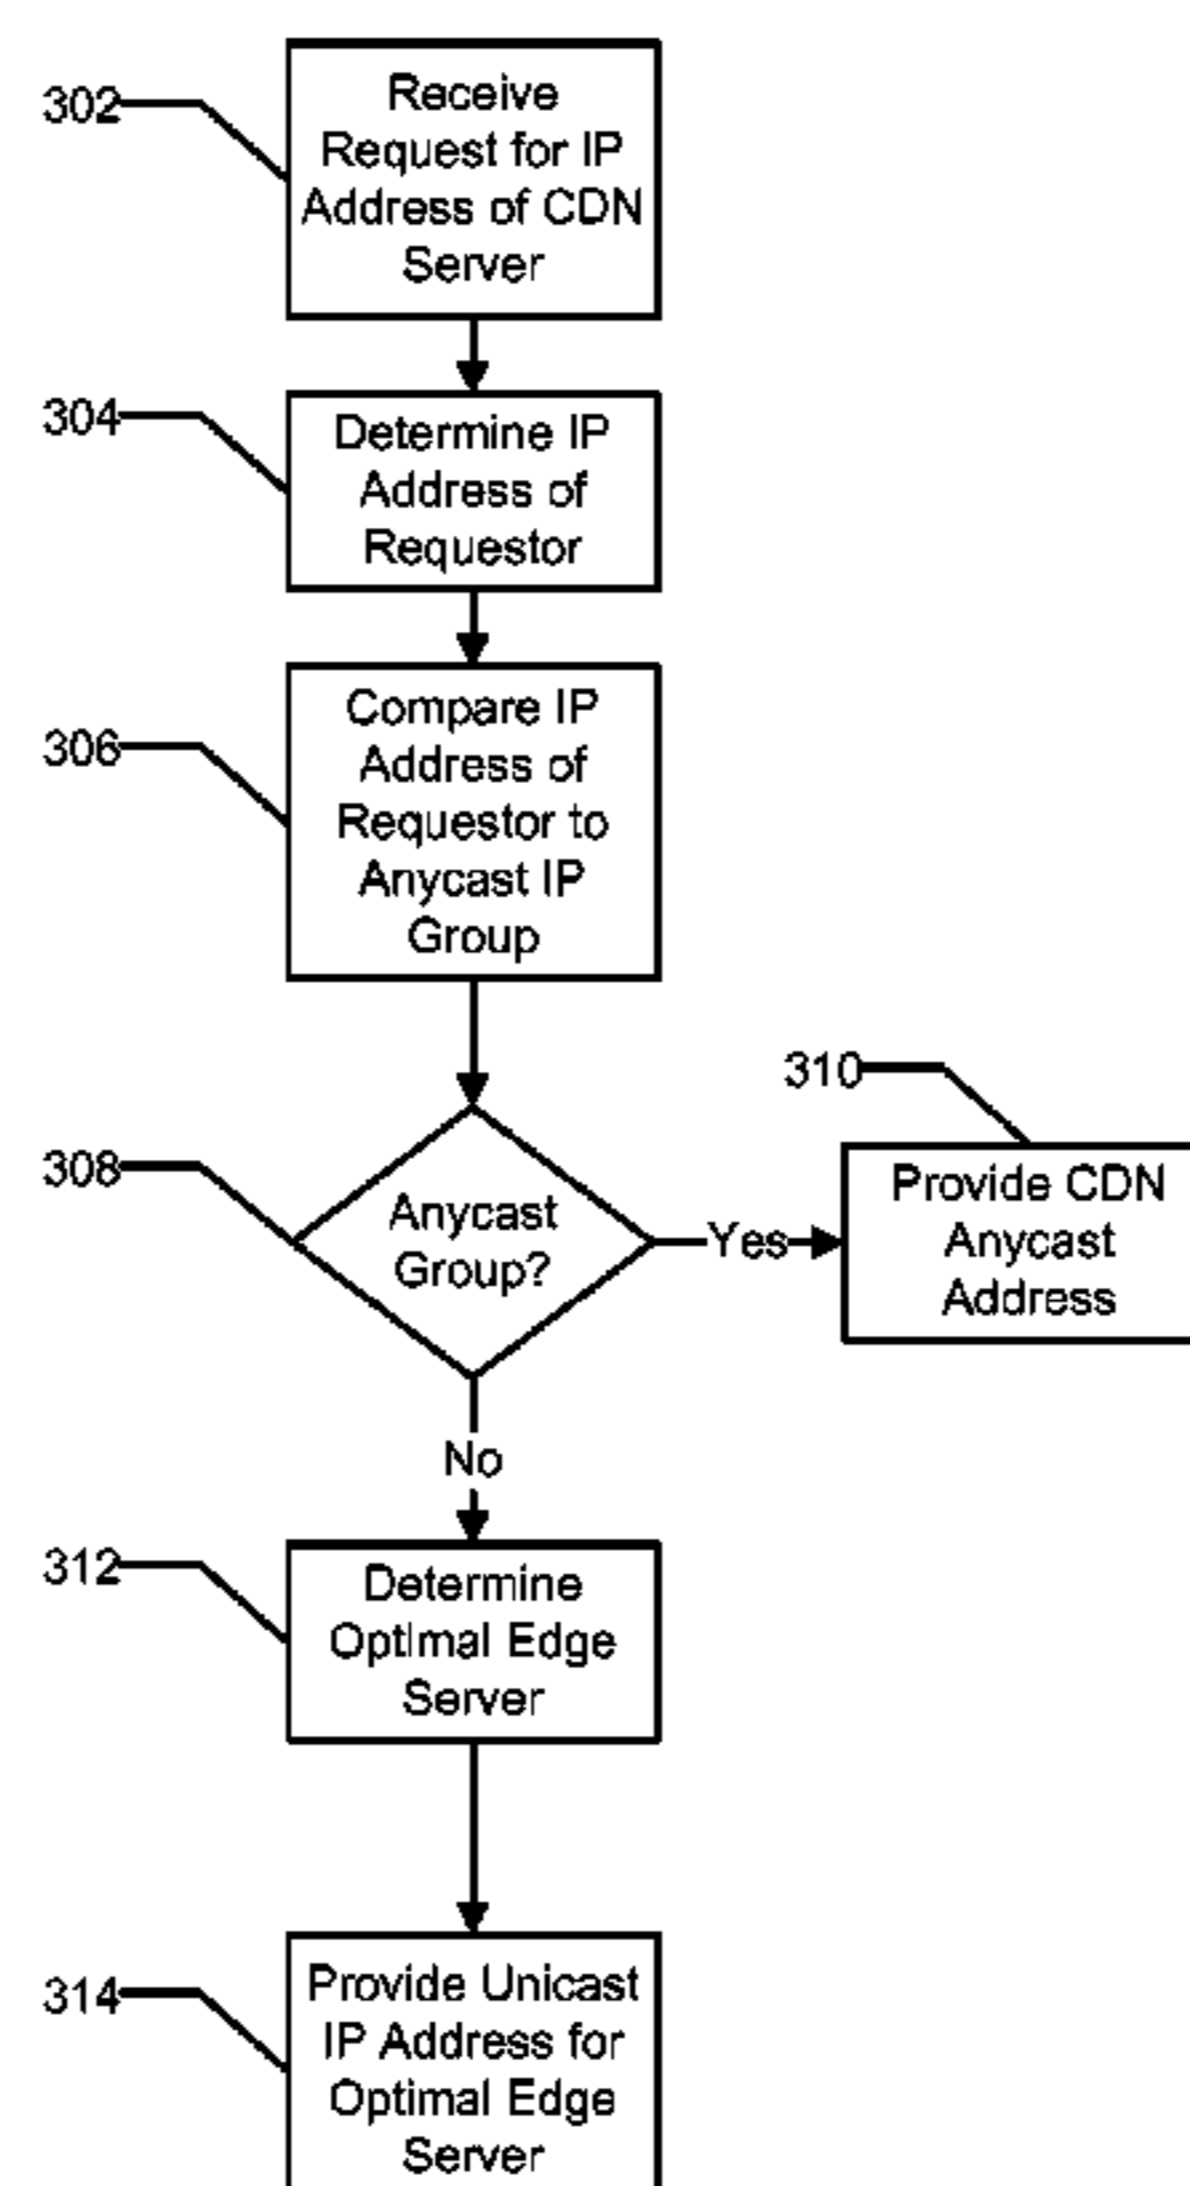 302
Receive
Request for IP
Address of CDN
Server
304
Determine IP
Address of
Requestor
306
Compare IP
Address of
Requestor to
Anycast IP
Group
308
Anycast
Group?
Yes
310
Provide CDN
Anycast
Address
No
312
Determine
Optimal Edge
Server
314
Provide Unicast
IP Address for
Optimal Edge
Server